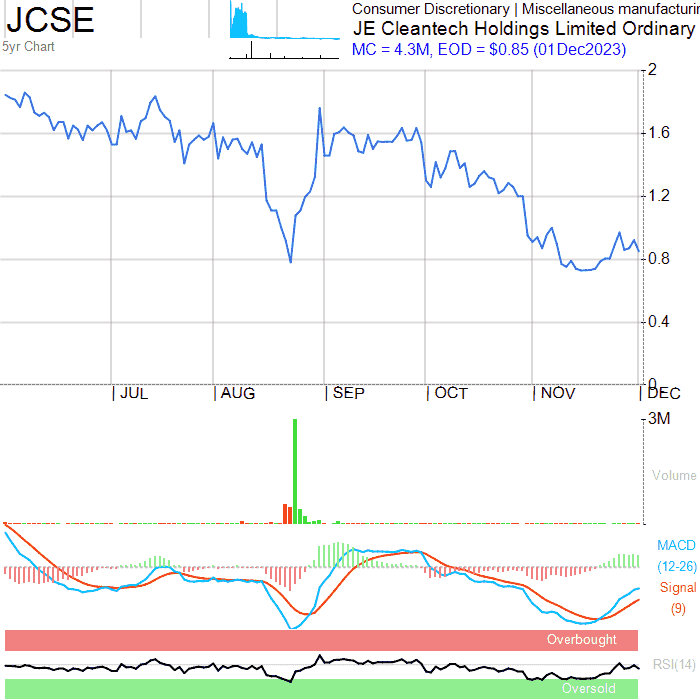 JCSE
5yr Chart
Consumer Discretionary | Miscellaneous manufacturin
JE Cleantech Holdings Limited Ordinary
MC = 4.3M, EOD = $0.85 (01Dec2023)
2
1.6
1.2
0.8
0.4
0
| JUL | AUG | SEP | OCT | NOV | DEC
3M
Volume
MACD
(12-26)
Signal
(9)
Overbought
RSI(14)
Oversold